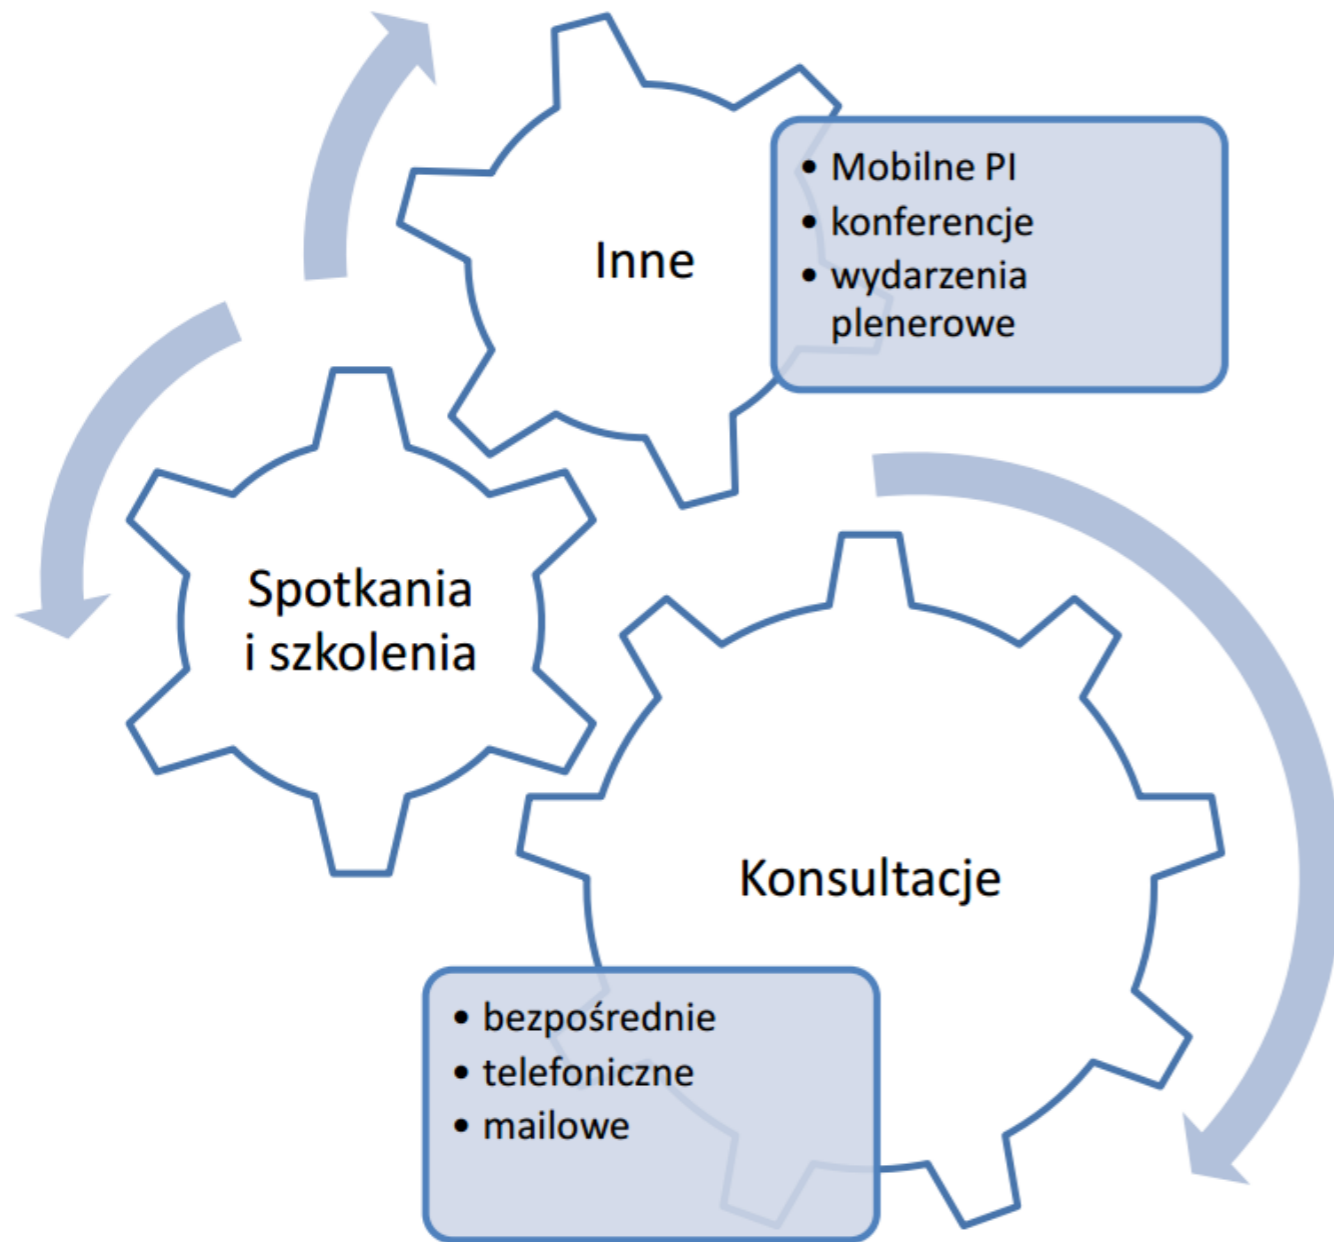 Inne
• Mobilne PI
• konferencje
• wydarzenia
plenerowe
Spotkania
i szkolenia
Konsultacje
• bezpośrednie
• telefoniczne
• mailowe